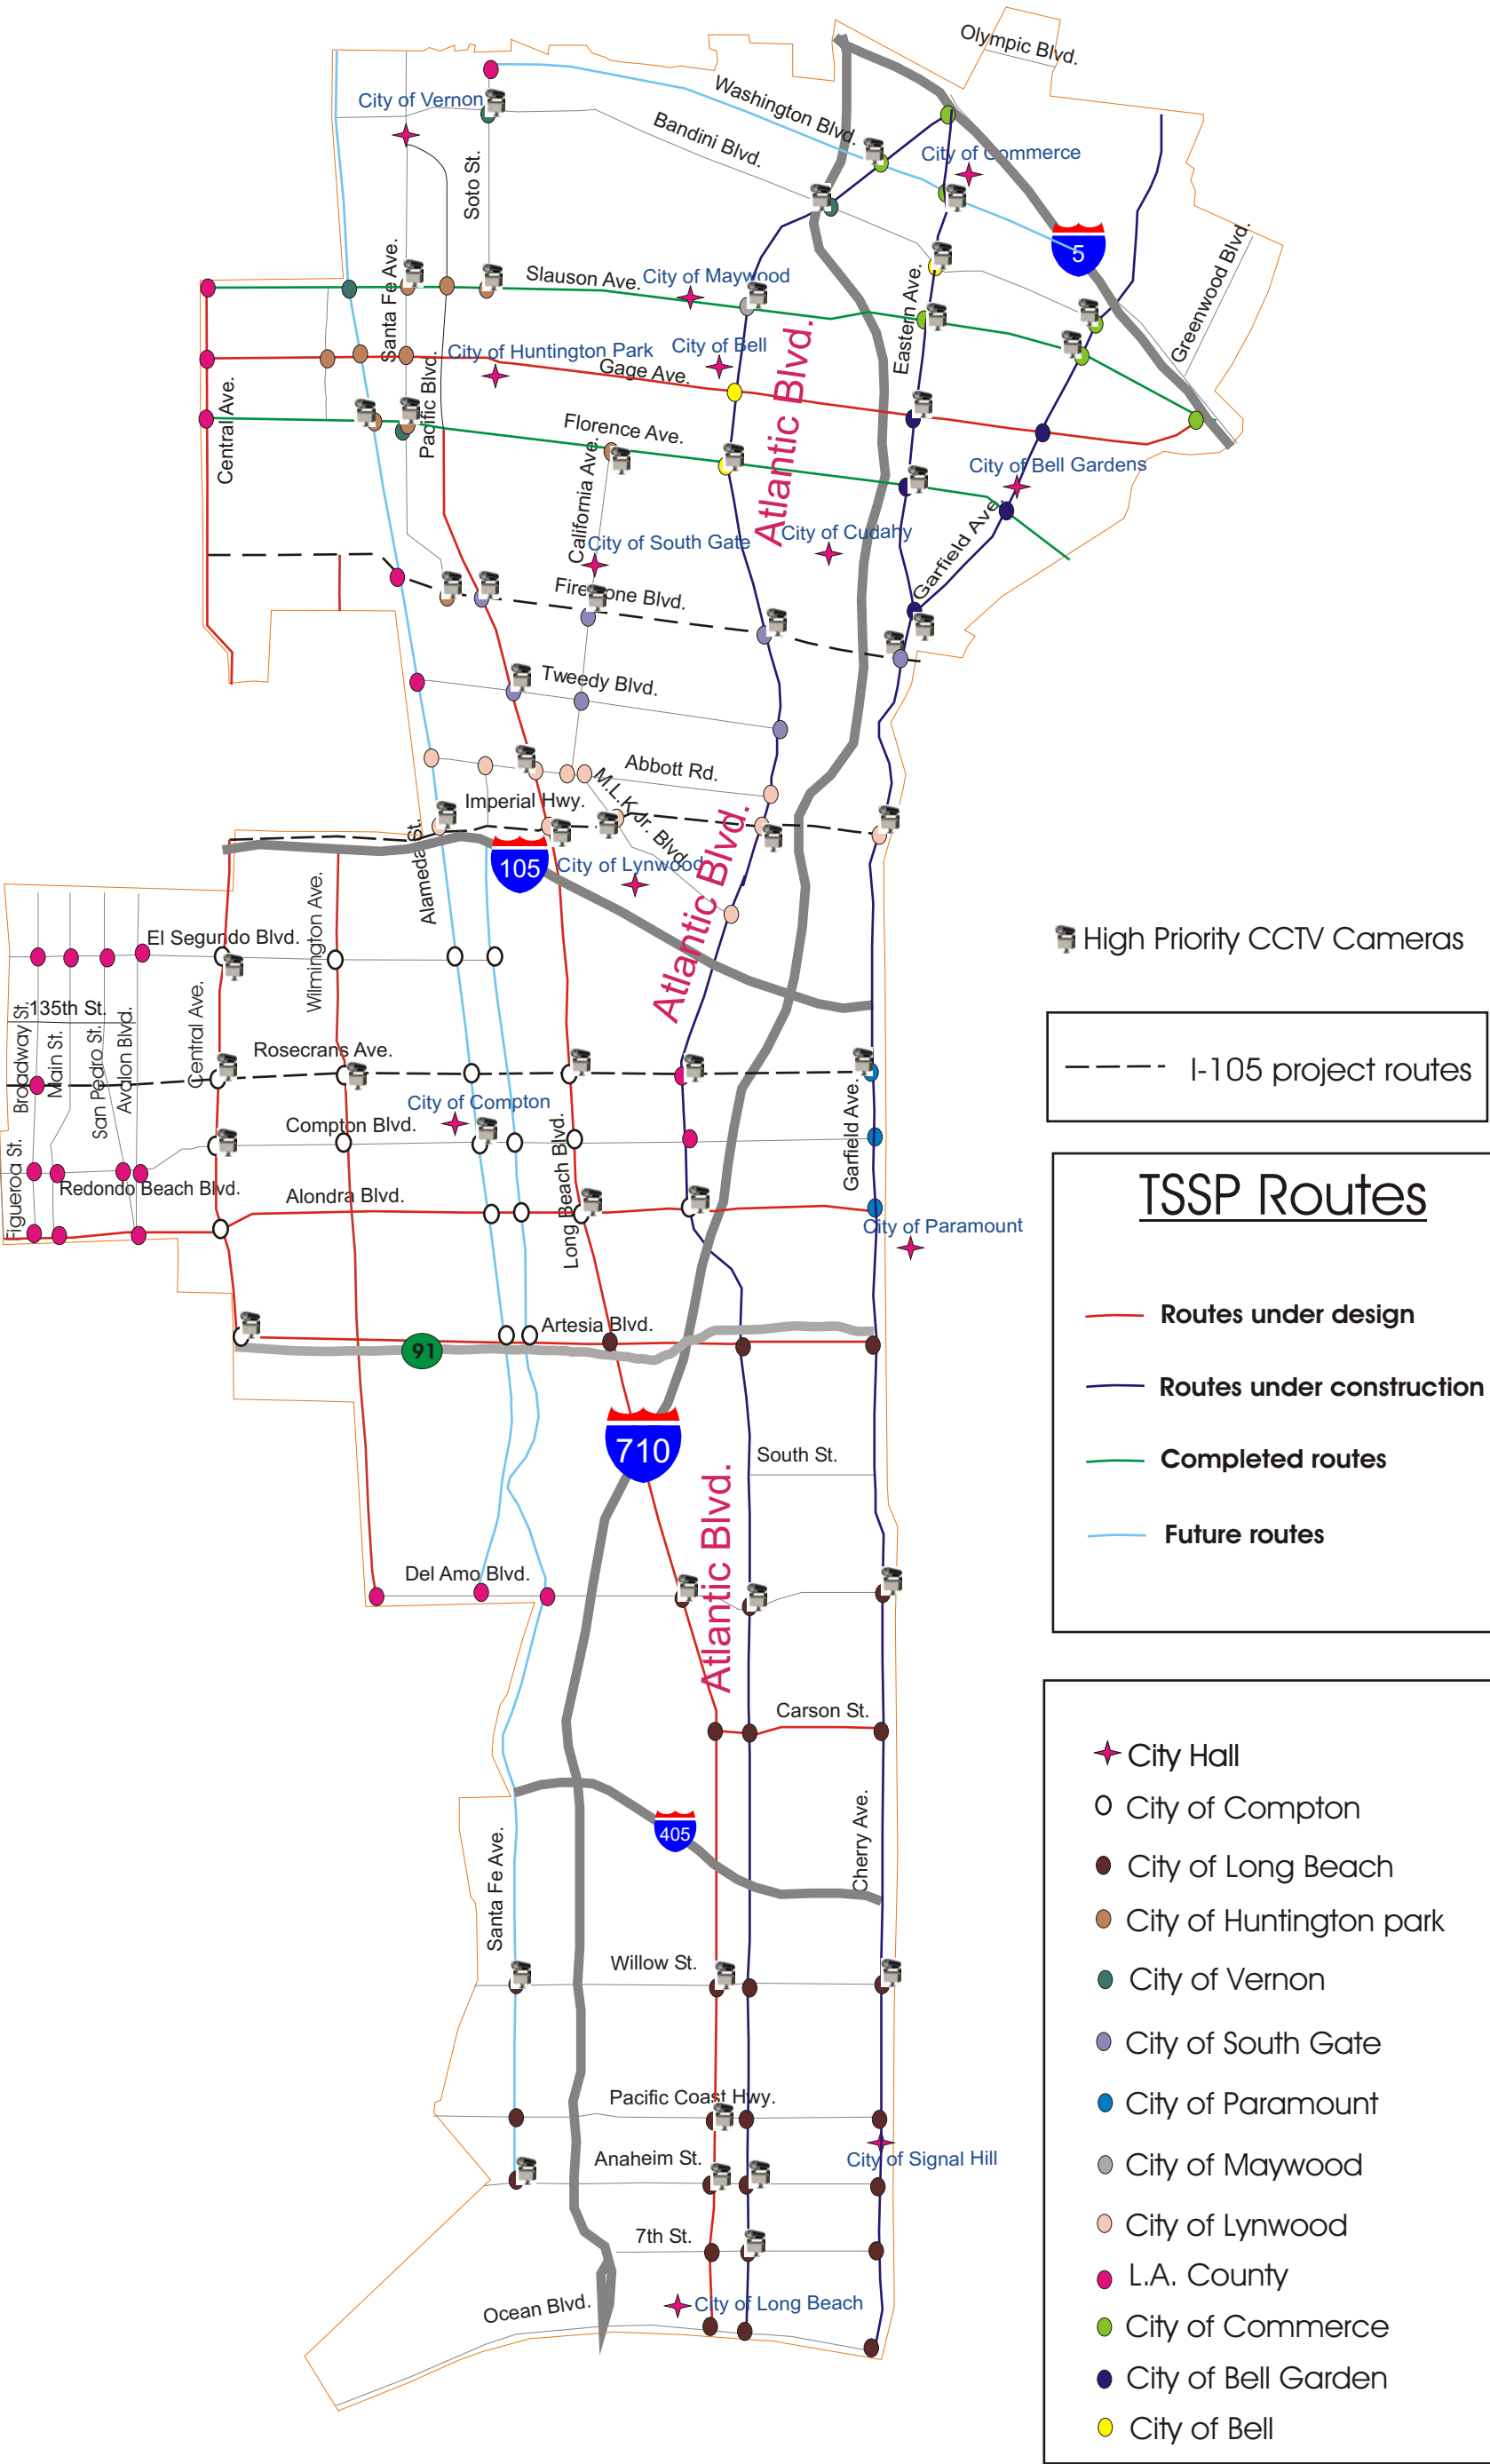 Olympic Blvd.
City of Vernon
Washington Blvd.
Bandini Blvd.
City of Commerce
Soto St.
5
Santa Fe Ave.
Slauson Ave.
City of Maywood
Eastern Ave.
Greenwood Blvd.
Pacific Blvd.
City of Huntington Park
City of Bell
Gage Ave.
Central Ave.
Atlantic Blvd.
Florence Ave.
California Ave.
City of Bell Gardens
City of South Gate
City of Cudahy
Garfield Ave.
Firestone Blvd.
Tweedy Blvd.
Abbott Rd.
M.L.K. Jr. Blvd.
Imperial Hwy.
Alameda St.
105
City of Lynwood
Atlantic Blvd.
Wilmington Ave.
El Segundo Blvd.
135th St.
Broadway St.
Main St.
San Pedro St.
Avalon Blvd.
Central Ave.
Rosecrans Ave.
City of Compton
Compton Blvd.
Long Beach Blvd.
Garfield Ave.
Figueroa St.
Redondo Beach Blvd.
Alondra Blvd.
City of Paramount
Artesia Blvd.
91
710
South St.
Atlantic Blvd.
Del Amo Blvd.
Carson St.
405
Cherry Ave.
Santa Fe Ave.
Willow St.
Pacific Coast Hwy.
Anaheim St.
City of Signal Hill
7th St.
Ocean Blvd.
City of Long Beach
High Priority CCTV Cameras
I-105 project routes
TSSP Routes
Routes under design
Routes under construction
Completed routes
Future routes
City Hall
City of Compton
City of Long Beach
City of Huntington park
City of Vernon
City of South Gate
City of Paramount
City of Maywood
City of Lynwood
L.A. County
City of Commerce
City of Bell Garden
City of Bell